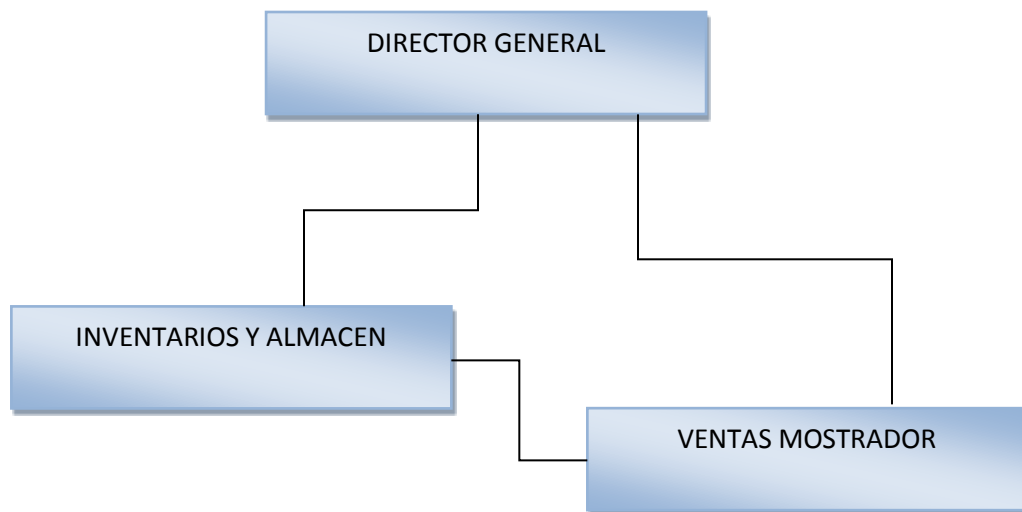 DIRECTOR GENERAL
INVENTARIOS Y ALMACEN
VENTAS MOSTRADOR